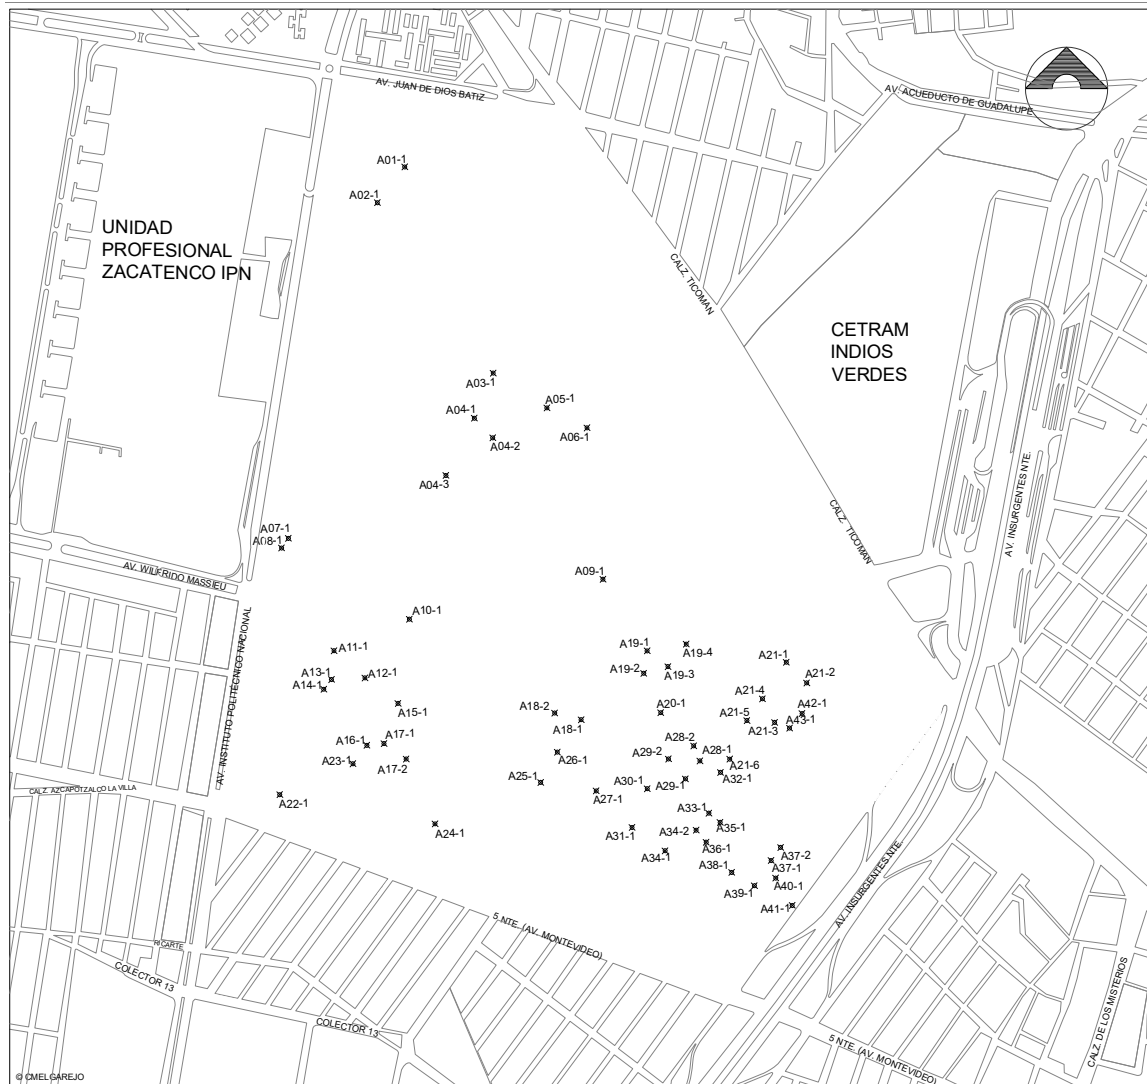 AV. JUAN DE DIOS BATIZ
AV. ACUEDUCTO DE GUADALUPE
A01-1
A02-1
UNIDAD
PROFESIONAL
ZACATENCO IPN
CALZ. TICOMAN
CETRAM
INDIOS
VERDES
A03-1
A04-1
A05-1
A06-1
A04-2
A04-3
AV. INSURGENTES NTE.
CALZ. TICOMAN
A07-1
A08-1
AV. WILFRIDO MASSIEU
A09-1
A10-1
AV. INSTITUTO POLITECNICO NACIONAL
A11-1
A12-1
A13-1
A14-1
A15-1
A16-1
A17-1
A17-2
A23-1
A22-1
A24-1
CALZ. AZCAPOTZALCO LA VILLA
A19-1
A19-4
A19-2
A19-3
A21-1
A21-2
A21-4
A18-2
A18-1
A20-1
A21-5
A42-1
A43-1
A21-3
A28-2
A28-1
A29-2
A21-6
A26-1
A25-1
A27-1
A30-1
A29-1
A32-1
A33-1
A35-1
A31-1
A34-2
A34-1
A36-1
A37-2
A37-1
A38-1
A39-1
A40-1
A41-1
AV. INSURGENTES NTE.
5 NTE. (AV. MONTEVIDEO)
RICARTE
COLECTOR 13
COLECTOR 13
5 NTE. (AV. MONTEVIDEO)
CALZ. DE LOS MISTERIOS
© CMELGAREJO